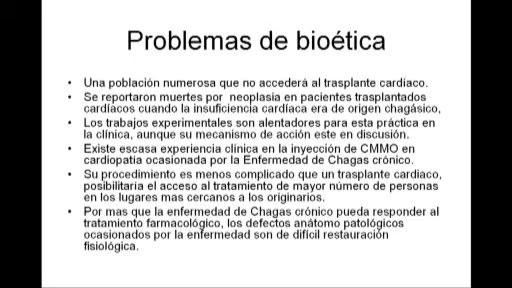 Problemas de bioética
• Una población numerosa que no accederá al trasplante cardiaco.
• Se reportaron muertes por neoplasia en pacientes trasplantados
cardíacos cuando la insuficiencia cardíaca era de origen chagásico,
• Los trabajos experimentales son alentadores para esta práctica en
la clínica, aunque su mecanismo de acción este en discusión.
• Existe escasa experiencia clínica en la inyección de CMMO en
cardiopatía ocasionada por la Enfermedad de Chagas crónico.
• Su procedimiento es menos complicado que un trasplante cardiaco,
posibilitaría el acceso al tratamiento de mayor número de personas
en los lugares mas cercanos a los originarios.
• Por mas que la enfermedad de Chagas crónico pueda responder al
tratamiento farmacológico, los defectos anátomo patológicos
ocasionados por la enfermedad son de difícil restauración
fisiológica.